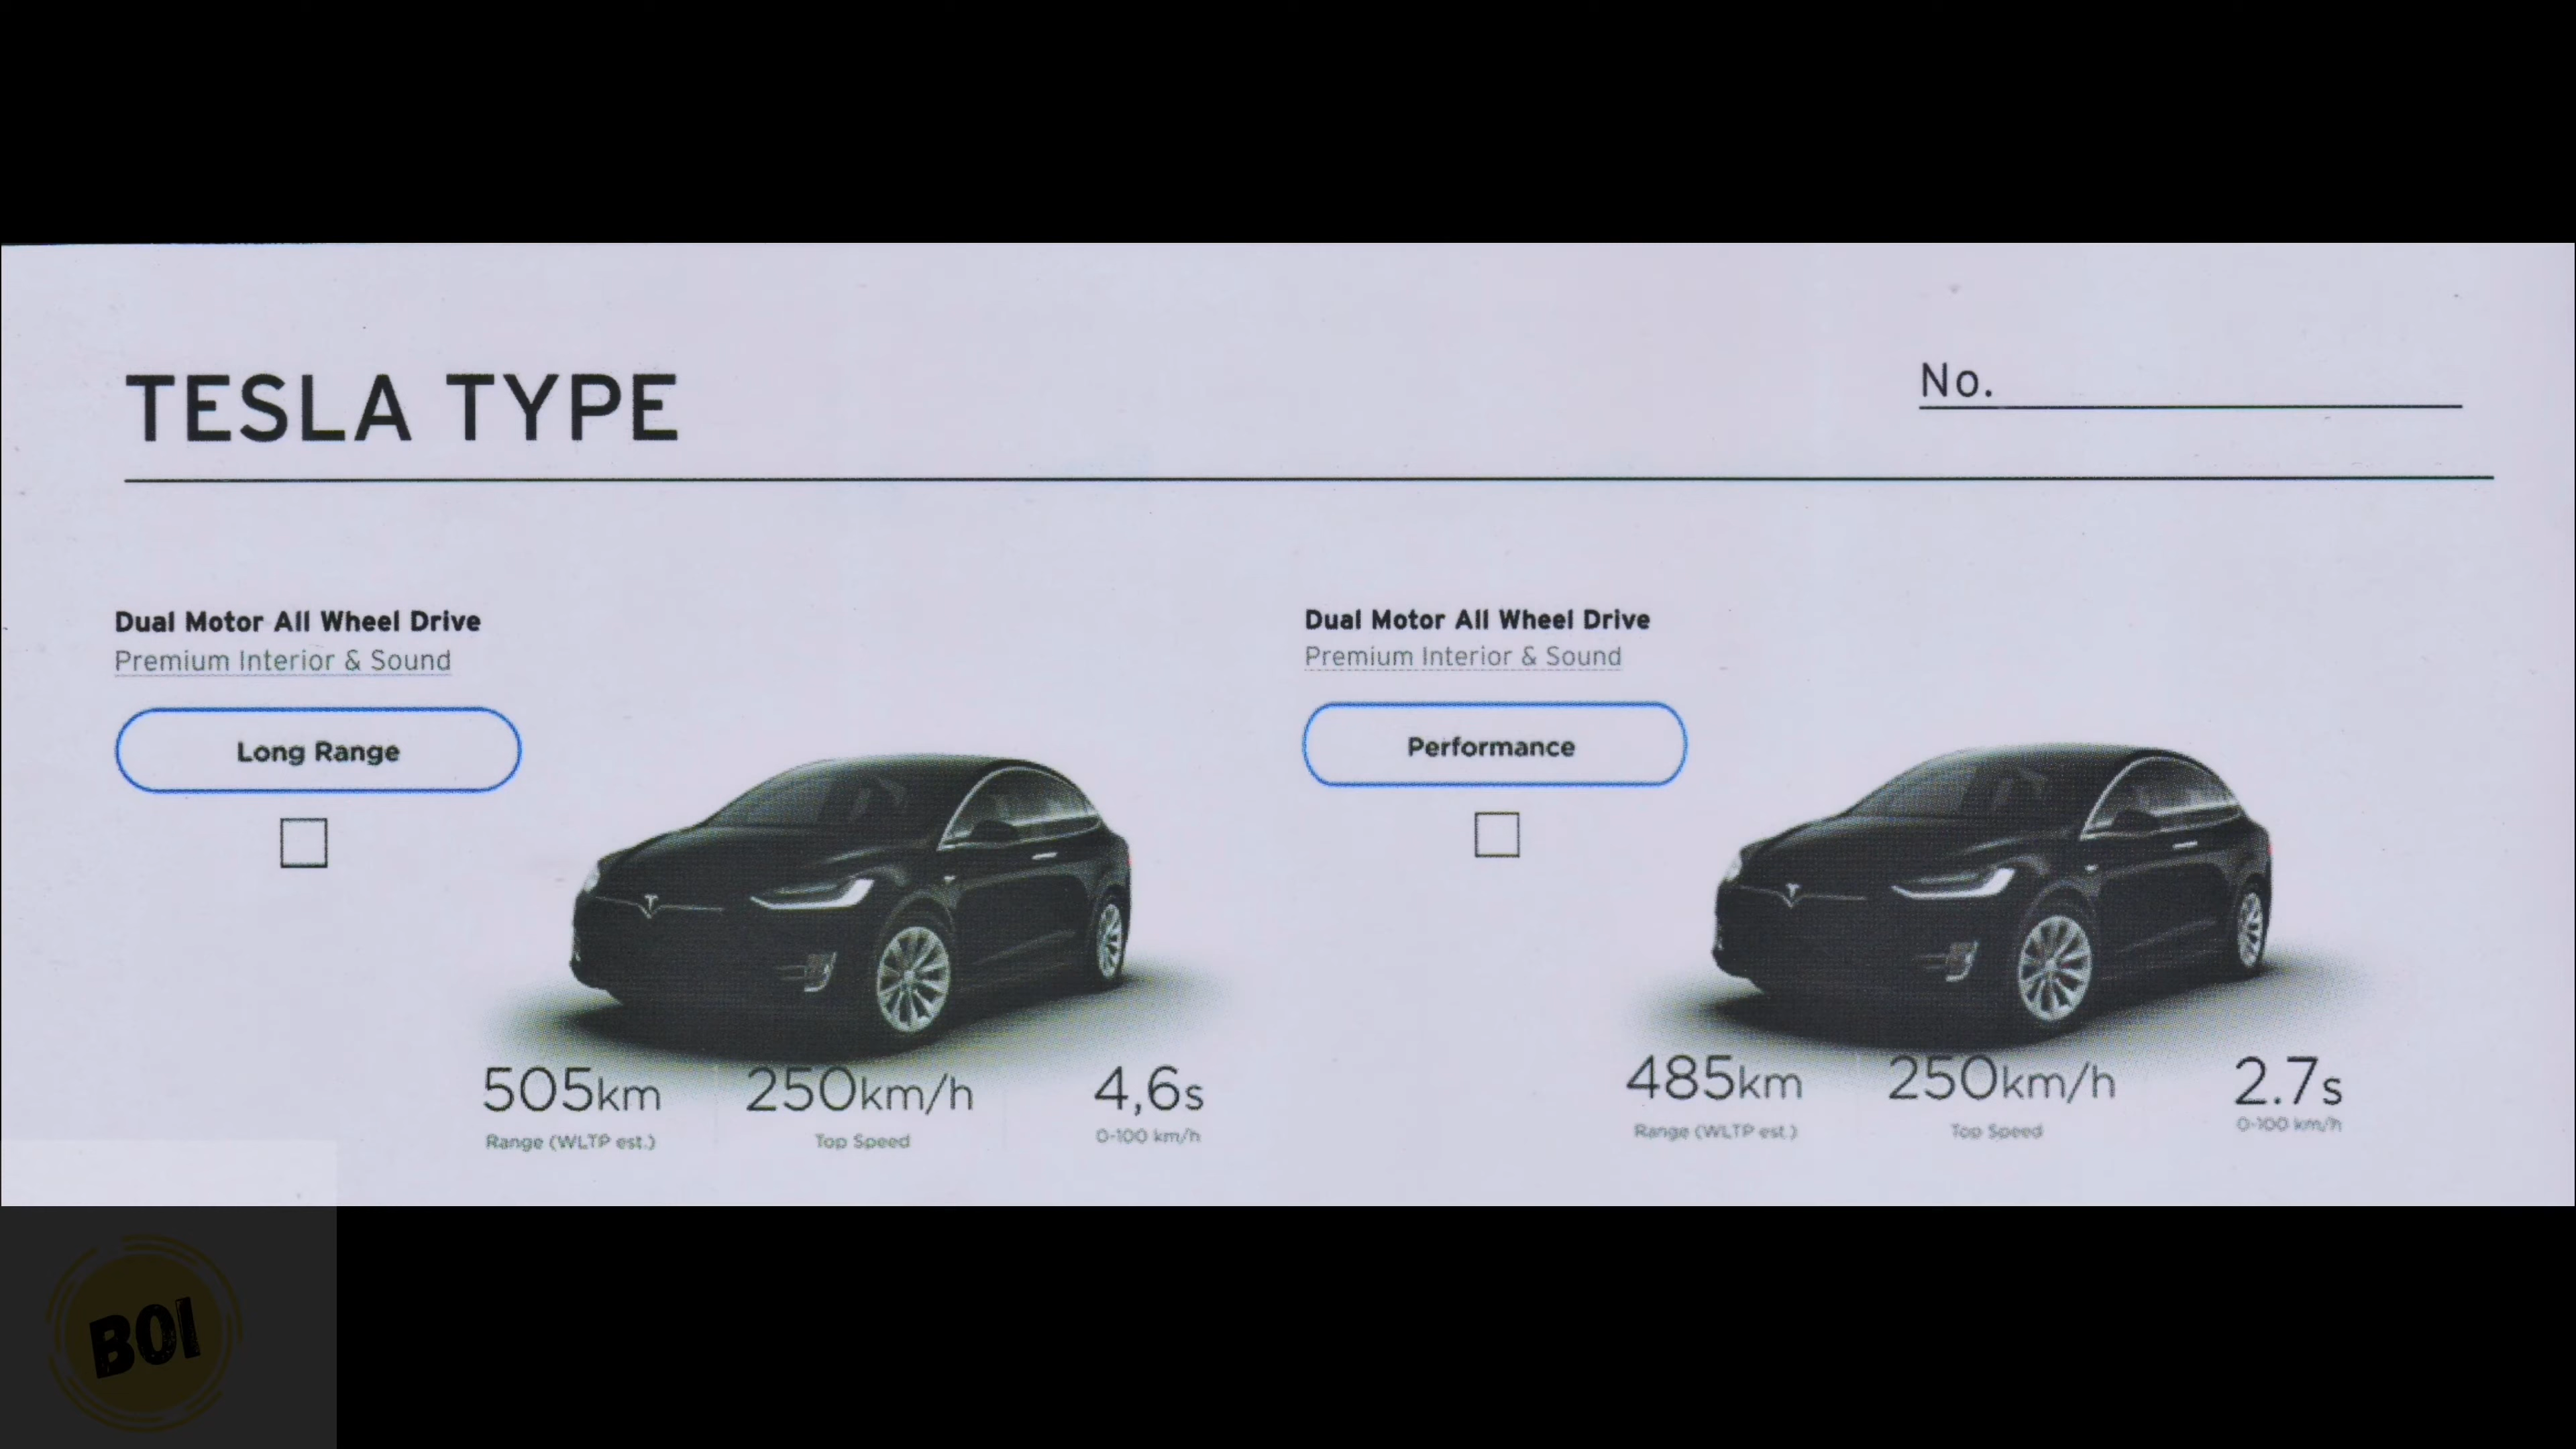 TESLA TYPE
No.
Dual Motor All Wheel Drive
Premium Interior & Sound
Long Range
505km
Range (WLTP est.)
250km/h
Top Speed
4,6s
0-100 km/h
Dual Motor All Wheel Drive
Premium Interior & Sound
Performance
485km
Range (WLTP est.)
250km/h
Top Speed
2.7s
0-100 km/h
BOI